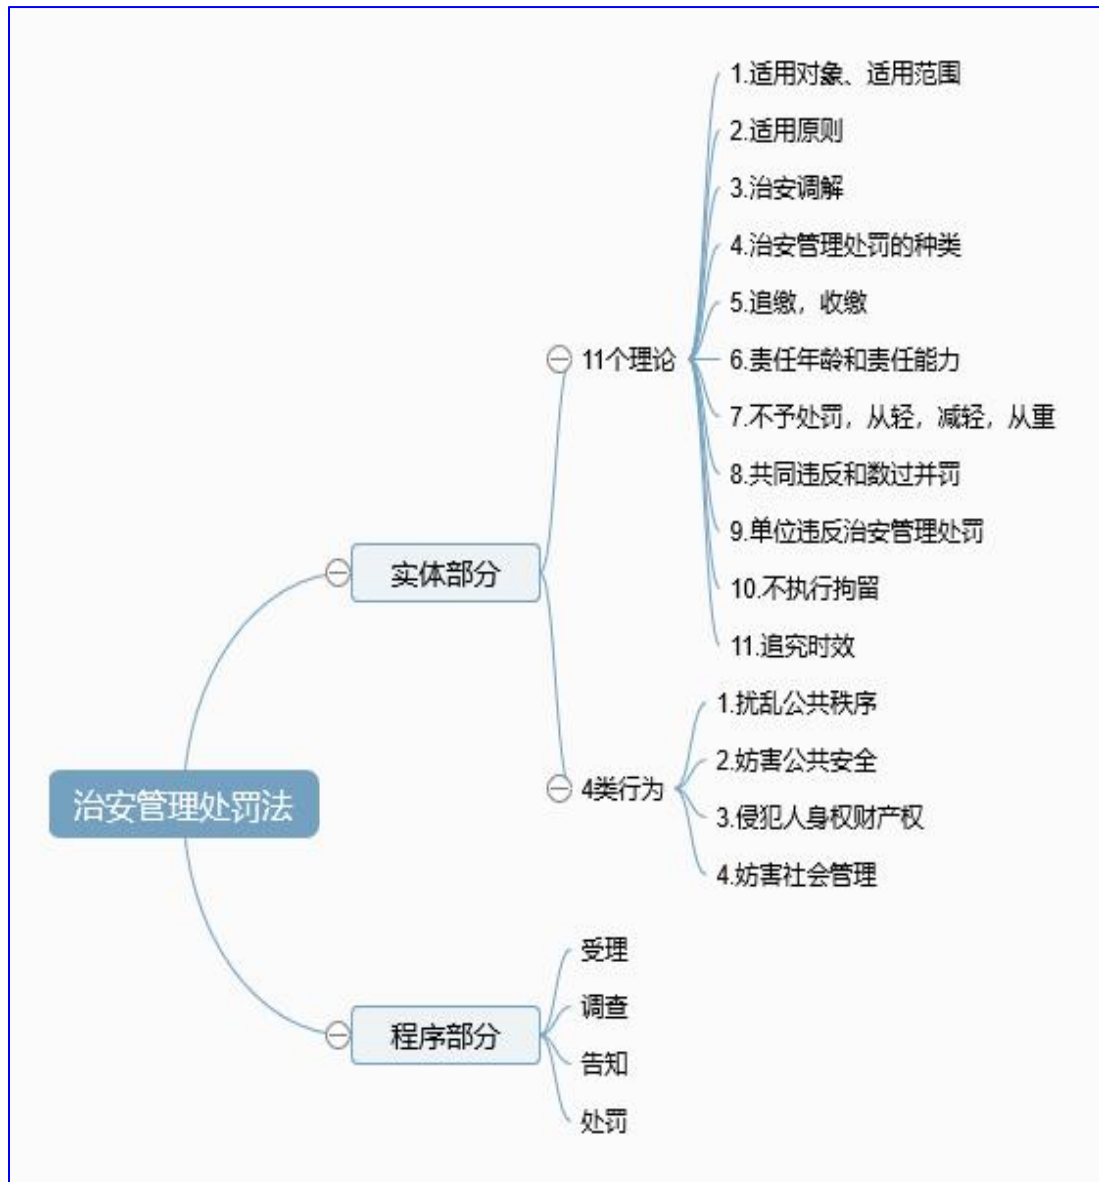 治安管理处罚法
实体部分
11个理论
1.适用对象、适用范围
2.适用原则
3.治安调解
4.治安管理处罚的种类
5.追缴，收缴
6.责任年龄和责任能力
7.不予处罚，从轻，减轻，从重
8.共同违反和数过并罚
9.单位违反治安管理处罚
10.不执行拘留
11.追究时效
4类行为
1.扰乱公共秩序
2.妨害公共安全
3.侵犯人身权财产权
4.妨害社会管理
程序部分
受理
调查
告知
处罚